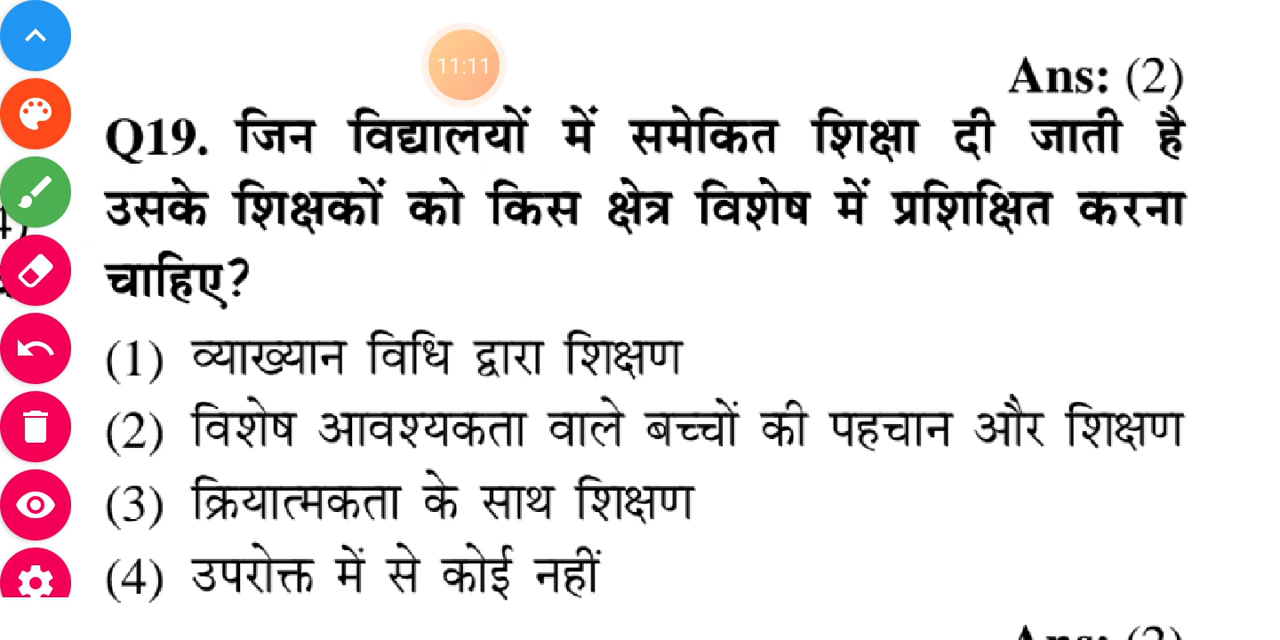 11:11
Ans: (2)
Q19. जिन विद्यालयों में समेकित शिक्षा दी जाती है
उसके शिक्षकों को किस क्षेत्र विशेष में प्रशिक्षित करना
चाहिए?
(1) व्याख्यान विधि द्वारा शिक्षण
(2) विशेष आवश्यकता वाले बच्चों की पहचान और शिक्षण
(3) क्रियात्मकता के साथ शिक्षण
(4) उपरोक्त में से कोई नहीं